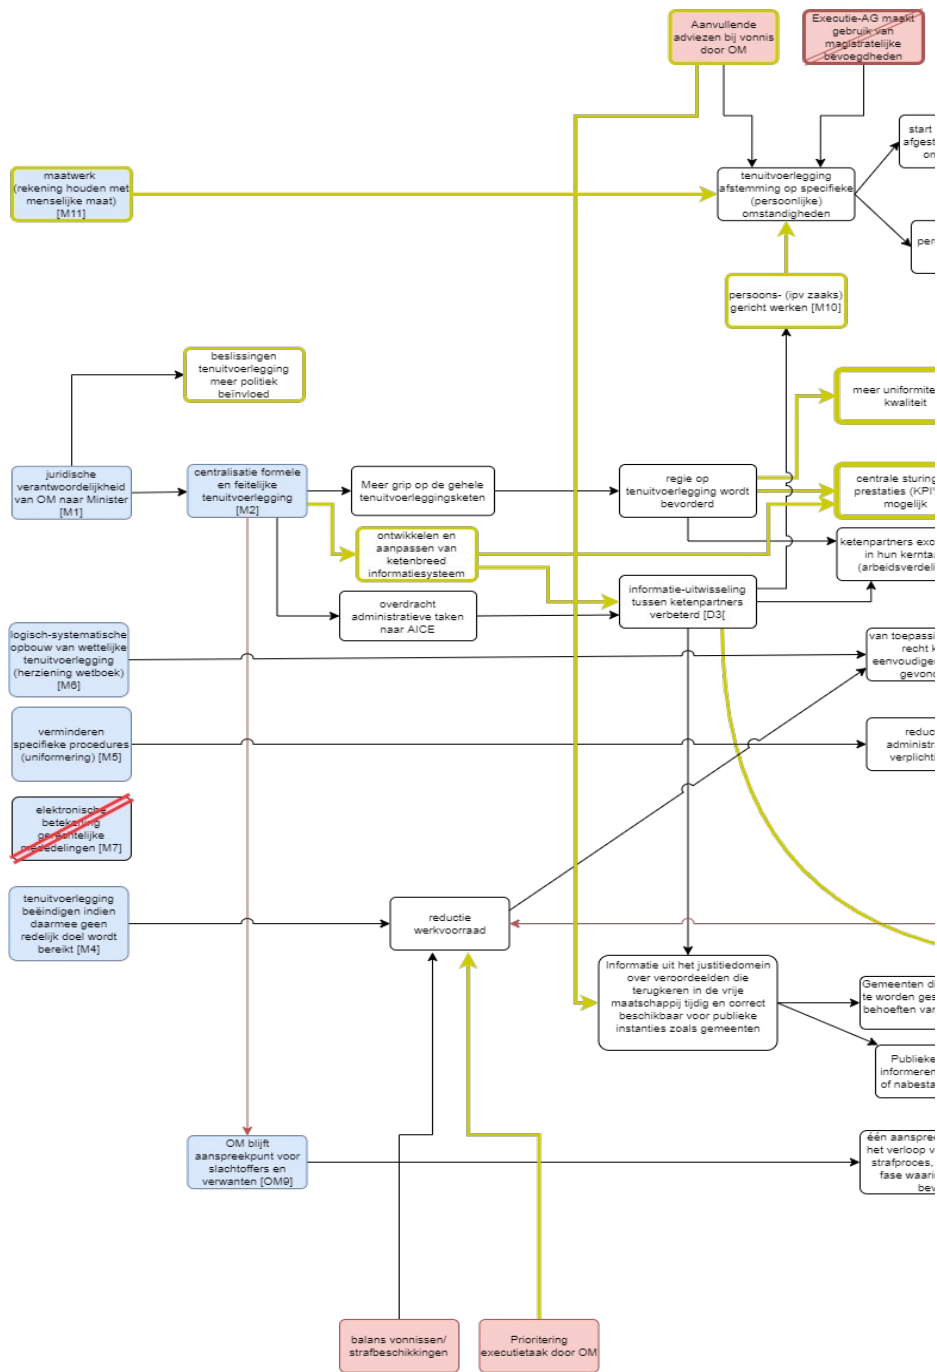 Aanvullende
adviezen bij vonnis
door OM
Executie-AG maakt
gebruik van
magistratelijke
bevoegdheden
start
afgest
on
maatwerk
(rekening houden met
menselijke maat)
[M11]
tenuitvoerlegging
afstemming op specifieke
(persoonlijke)
omstandigheden
per
persoons- (ipv zaaks)
gericht werken [M10]
beslissingen
tenuitvoerlegging
meer politiek
beïnvloed
meer uniformite
kwaliteit
juridische
verantwoordelijkheid
van OM naar Minister
[M1]
centralisatie formele
en feitelijke
tenuitvoerlegging
[M2]
Meer grip op de gehele
tenuitvoerleggingsketen
regie op
tenuitvoerlegging wordt
bevorderd
centrale sturing
prestaties (KPI'
mogelijk
ontwikkelen en
aanpassen van
ketenbreed
informatiesysteem
ketenpartners exc
in hun kernta
(arbeidsverdeli
overdracht
administratieve taken
naar AICE
informatie-uitwisseling
tussen ketenpartners
verbeterd [D3[
logisch-systematische
opbouw van wettelijke
tenuitvoerlegging
(herziening wetboek)
[M6]
van toepassi
recht k
eenvoudige
gevon
verminderen
specifieke procedures
(uniformering) [M5]
reduc
administra
verplichti
elektronische
betekening
gerechtelijke
mededelingen [M7]
tenuitvoerlegging
beëindigen indien
daarmee geen
redelijk doel wordt
bereikt [M4]
reductie
werkvoorraad
Informatie uit het justitiedomein
over veroordeelden die
terugkeren in de vrije
maatschappij tijdig en correct
beschikbaar voor publieke
instanties zoals gemeenten
Gemeenten di
te worden ges
behoeften van
Publieke
informeren
of nabesta
OM blijft
aanspreekpunt voor
slachtoffers en
verwanten [OM9]
één aanspree
het verloop v
strafproces,
fase waarin
bev
balans vonnissen/
strafbeschikkingen
Prioritering
executietaak door OM